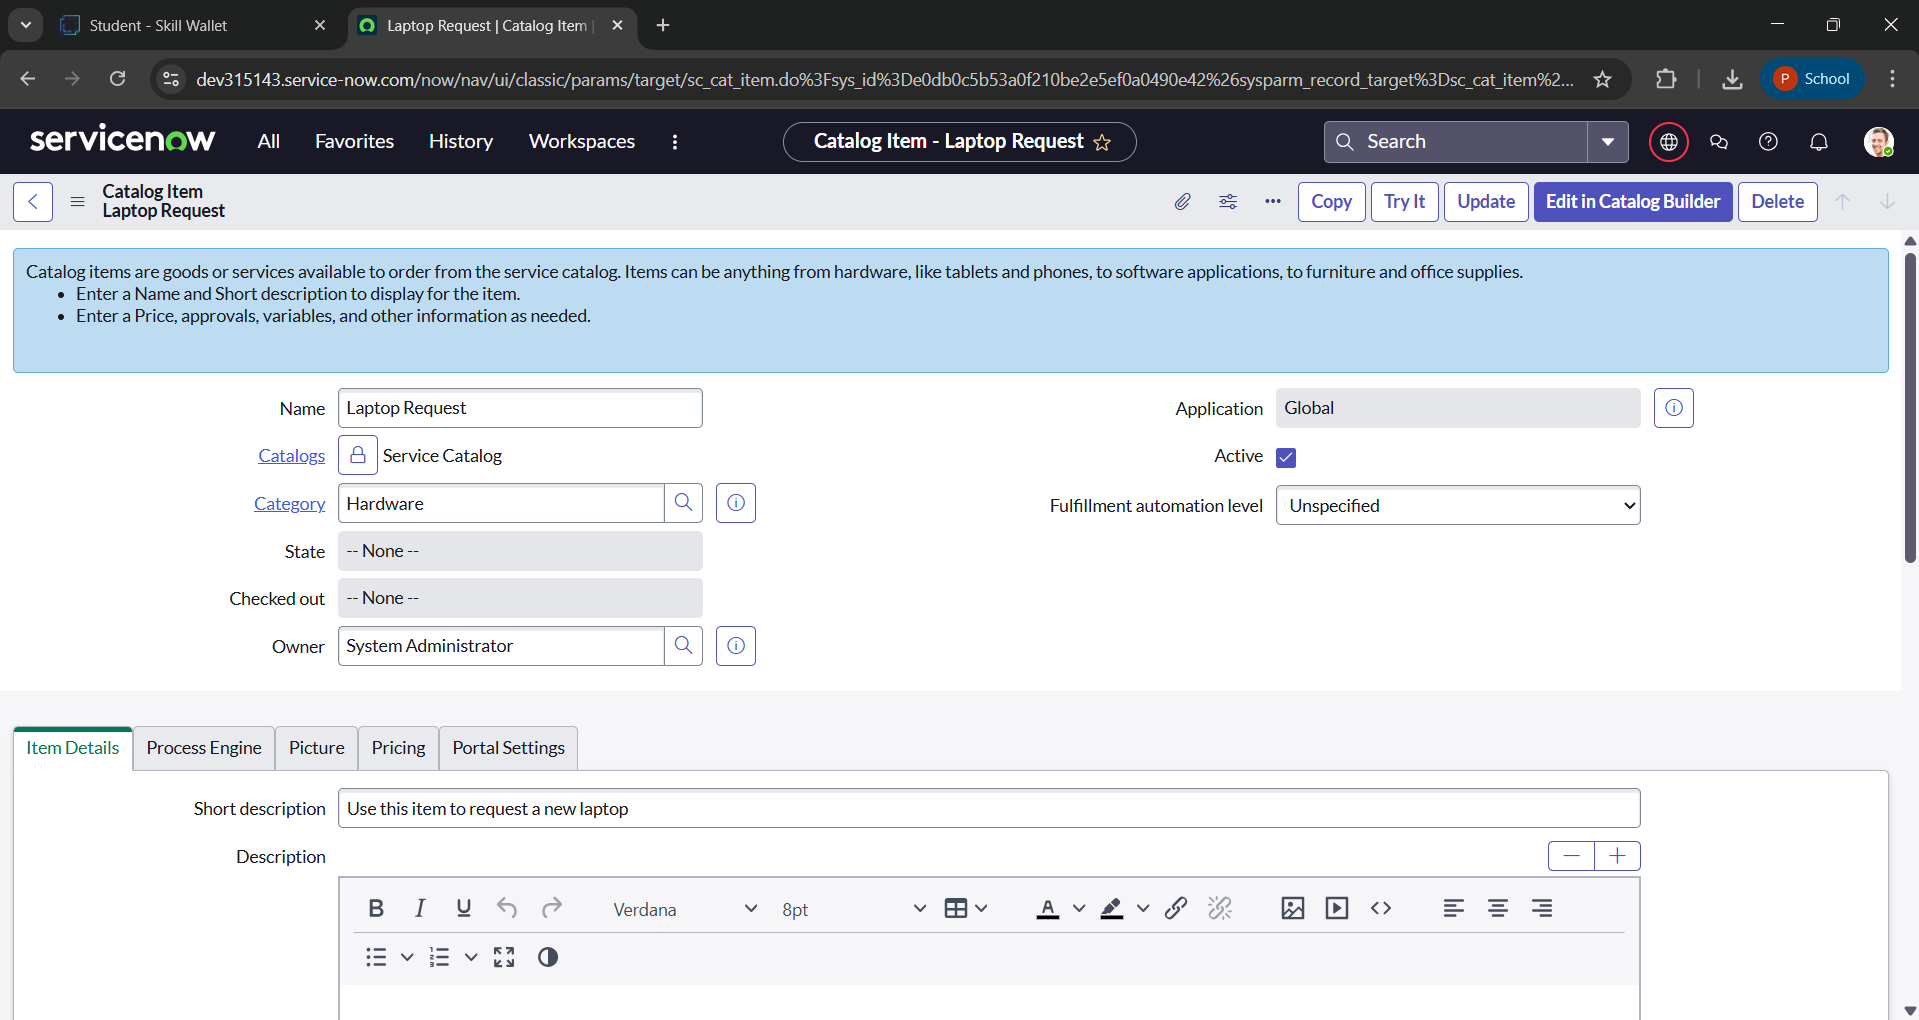 Student - Skill Wallet
Laptop Request | Catalog Item |
dev315143.service-now.com/now/nav/ui/classic/params/target/sc_cat_item.do%3Fsys_id%3De0db0c5b53a0f210be2e5ef0a0490e42%26sysparm_record_target%3Dsc_cat_item%2...
P School
servicenow All Favorites History Workspaces
Catalog Item - Laptop Request
Search
Catalog Item
Laptop Request
Copy Try It Update Edit in Catalog Builder Delete
Catalog items are goods or services available to order from the service catalog. Items can be anything from hardware, like tablets and phones, to software applications, to furniture and office supplies.
• Enter a Name and Short description to display for the item.
• Enter a Price, approvals, variables, and other information as needed.
Name Laptop Request
Application Global
Catalogs Service Catalog
Active
Category Hardware
Fulfillment automation level Unspecified
State -- None --
Checked out -- None --
Owner System Administrator
Item Details Process Engine Picture Pricing Portal Settings
Short description Use this item to request a new laptop
Description
B I U Verdana 8pt A